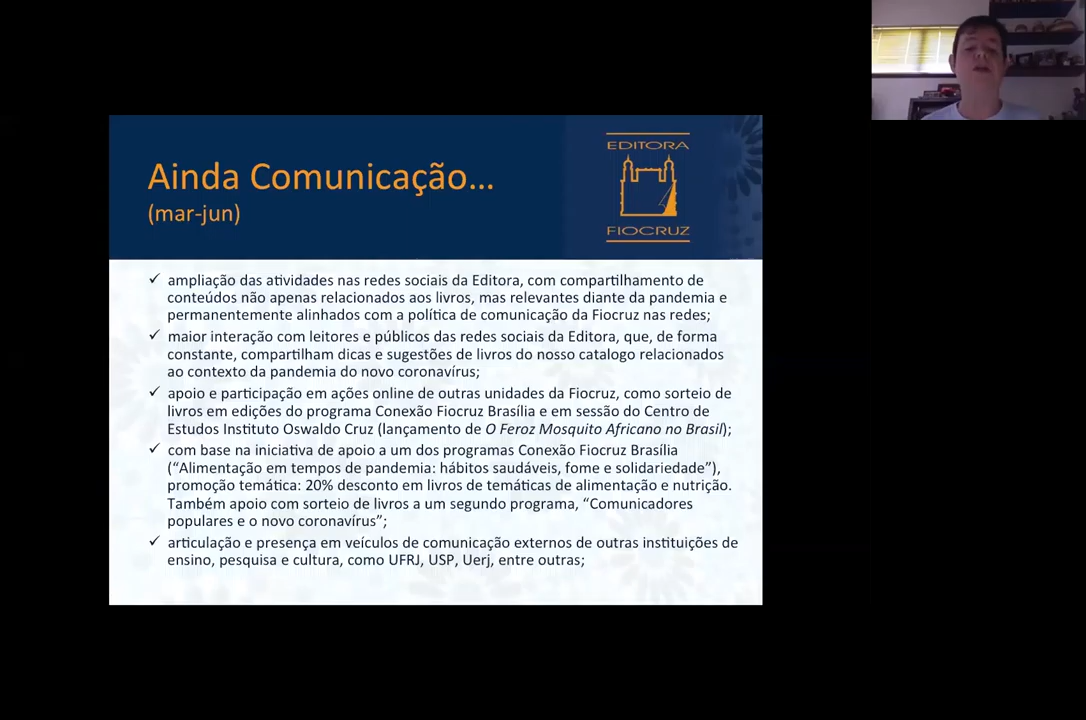 EDITORA
Ainda Comunicação...
(mar-jun)
FIOCRUZ
✓ ampliação das atividades nas redes sociais da Editora, com compartilhamento de
conteúdos não apenas relacionados aos livros, mas relevantes diante da pandemia e
permanentemente alinhados com a política de comunicação da Fiocruz nas redes;
✓ maior interação com leitores e públicos das redes sociais da Editora, que, de forma
constante, compartilham dicas e sugestões de livros do nosso catalogo relacionados
ao contexto da pandemia do novo coronavírus;
✓ apoio e participação em ações online de outras unidades da Fiocruz, como sorteio de
livros em edições do programa Conexão Fiocruz Brasília e em sessão do Centro de
Estudos Instituto Oswaldo Cruz (lançamento de O Feroz Mosquito Africano no Brasil);
✓ com base na iniciativa de apoio a um dos programas Conexão Fiocruz Brasília
(“Alimentação em tempos de pandemia: hábitos saudáveis, fome e solidariedade”),
promoção temática: 20% desconto em livros de temáticas de alimentação e nutrição.
Também apoio com sorteio de livros a um segundo programa, “Comunicadores
populares e o novo coronavírus”;
✓ articulação e presença em veículos de comunicação externos de outras instituições de
ensino, pesquisa e cultura, como UFRJ, USP, Uerj, entre outras;